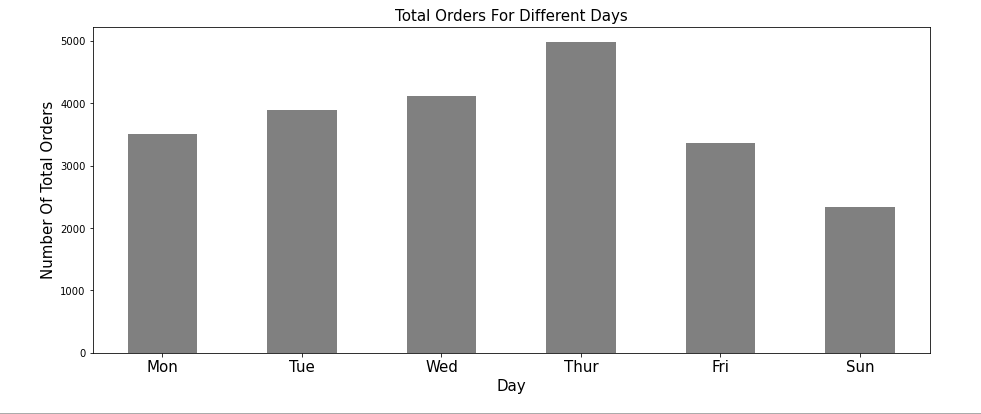 Total Orders For Different Days
Number Of Total Orders
5000
4000
3000
2000
1000
0
Mon Tue Wed Thur Fri Sun
Day